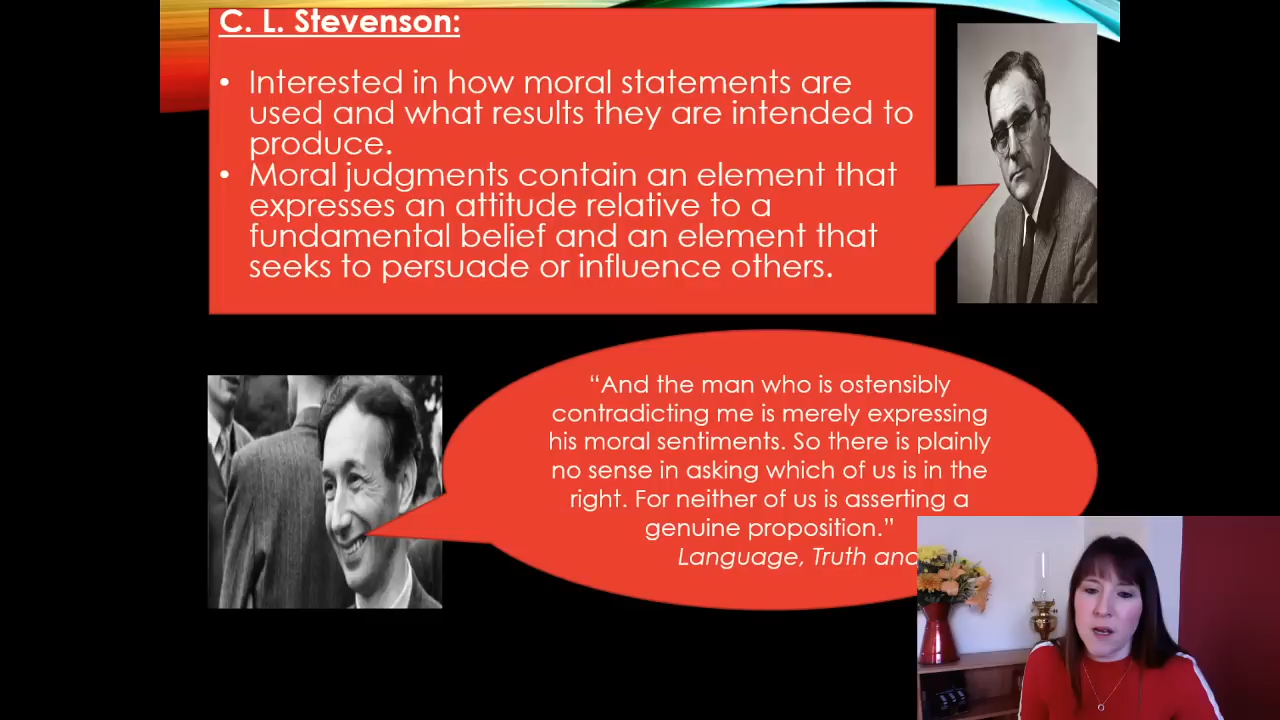 C. L. Stevenson:
• Interested in how moral statements are
used and what results they are intended to
produce.
• Moral judgments contain an element that
expresses an attitude relative to a
fundamental belief and an element that
seeks to persuade or influence others.
“And the man who is ostensibly
contradicting me is merely expressing
his moral sentiments. So there is plainly
no sense in asking which of us is in the
right. For neither of us is asserting a
genuine proposition.”
Language, Truth and